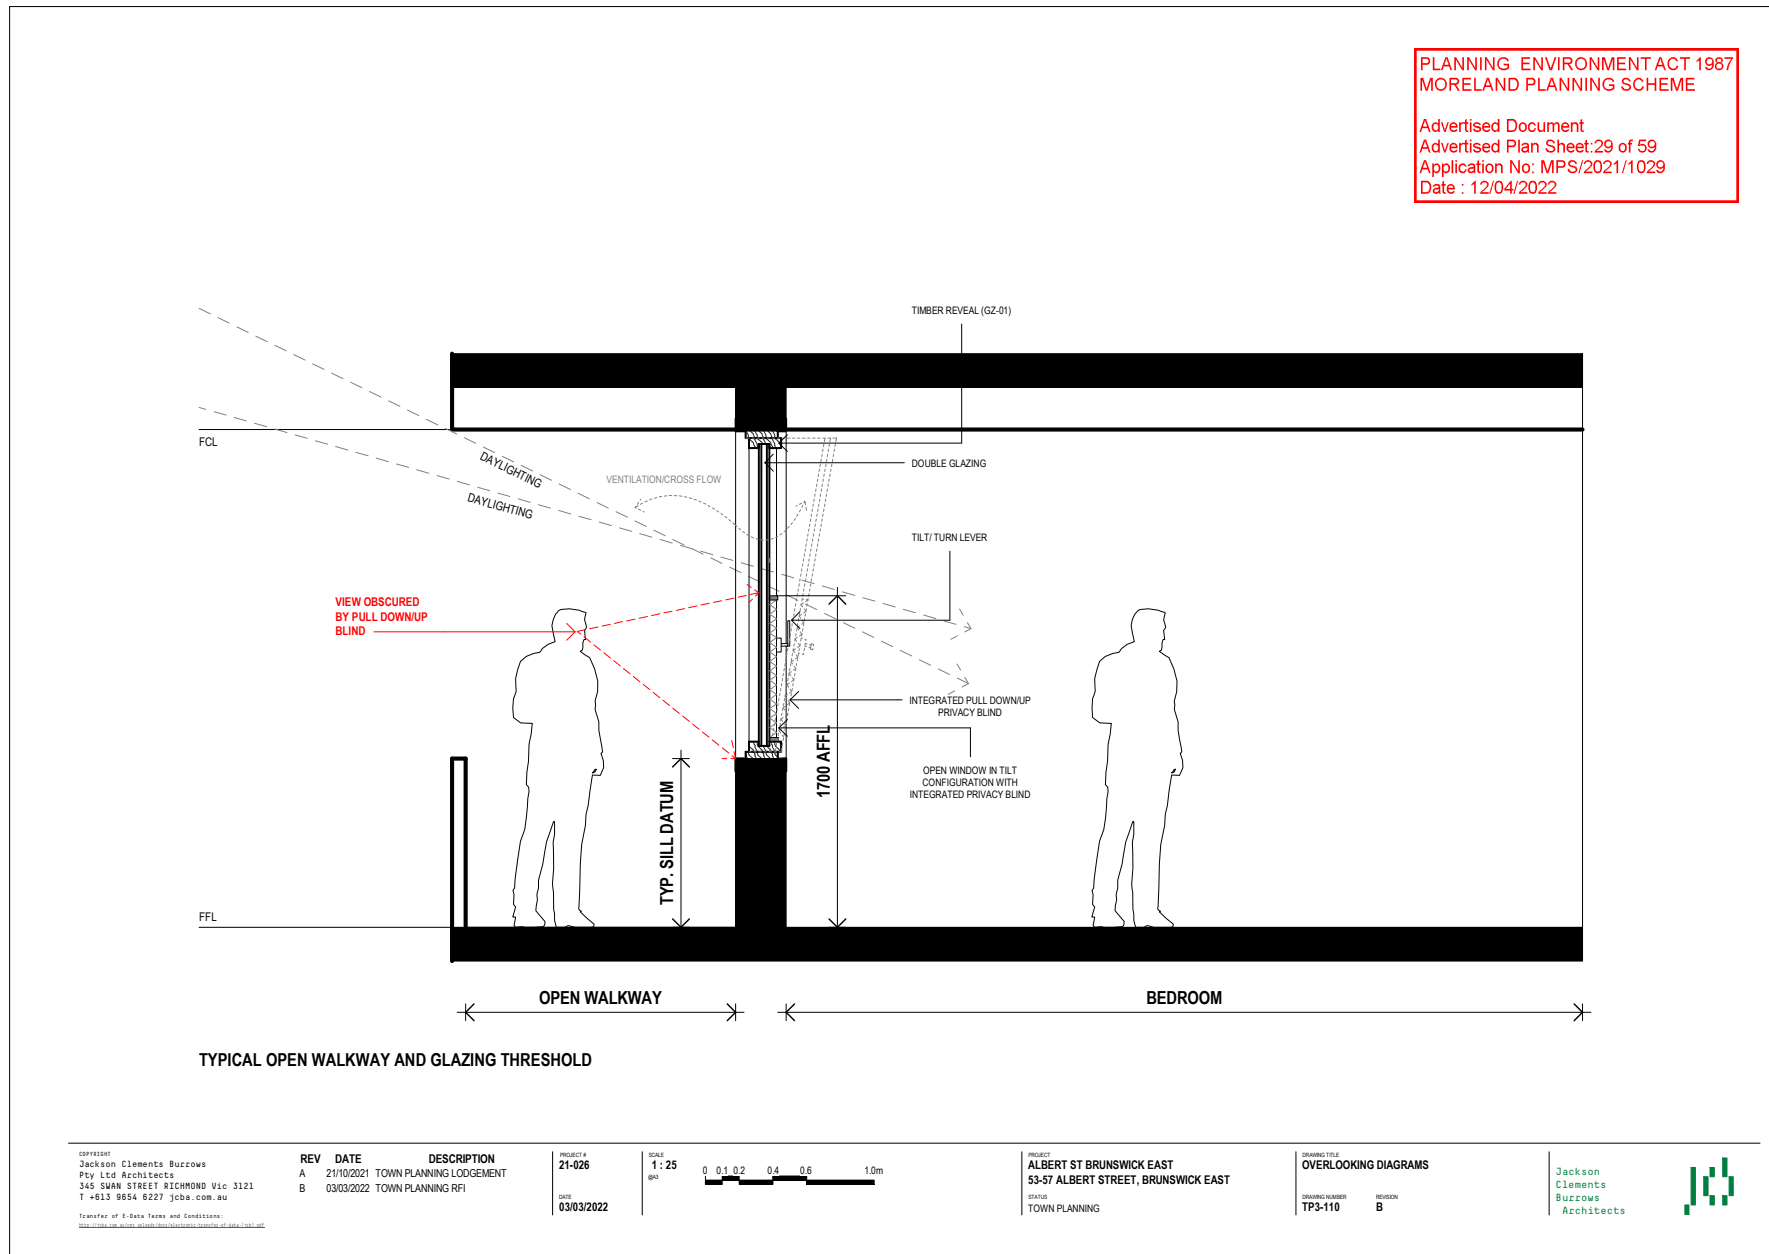 PLANNING ENVIRONMENT ACT 1987
MORELAND PLANNING SCHEME
Advertised Document
Advertised Plan Sheet:29 of 59
Application No: MPS/2021/1029
Date : 12/04/2022
TIMBER REVEAL (GZ-01)
FCL
DAYLIGHTING
DAYLIGHTING
VENTILATION/CROSS FLOW
DOUBLE GLAZING
TILT/ TURN LEVER
VIEW OBSCURED
BY PULL DOWN/UP
BLIND
INTEGRATED PULL DOWN/UP
PRIVACY BLIND
OPEN WINDOW IN TILT
CONFIGURATION WITH
INTEGRATED PRIVACY BLIND
1700 AFFL
TYP. SILL DATUM
FFL
OPEN WALKWAY
BEDROOM
TYPICAL OPEN WALKWAY AND GLAZING THRESHOLD
COPYRIGHT
Jackson Clements Burrows
Pty Ltd Architects
345 SWAN STREET RICHMOND Vic 3121
T +613 9654 6227 jcba.com.au
Transfer of E-Data Terms and Conditions:
REV DATE DESCRIPTION
A 21/10/2021 TOWN PLANNING LODGEMENT
B 03/03/2022 TOWN PLANNING RFI
PROJECT #
21-026
DATE
03/03/2022
SCALE
1 : 25
@A3
0 0.1 0.2 0.4 0.6 1.0m
PROJECT
ALBERT ST BRUNSWICK EAST
53-57 ALBERT STREET, BRUNSWICK EAST
STATUS
TOWN PLANNING
DRAWING TITLE
OVERLOOKING DIAGRAMS
DRAWING NUMBER REVISION
TP3-110 B
Jackson
Clements
Burrows
Architects